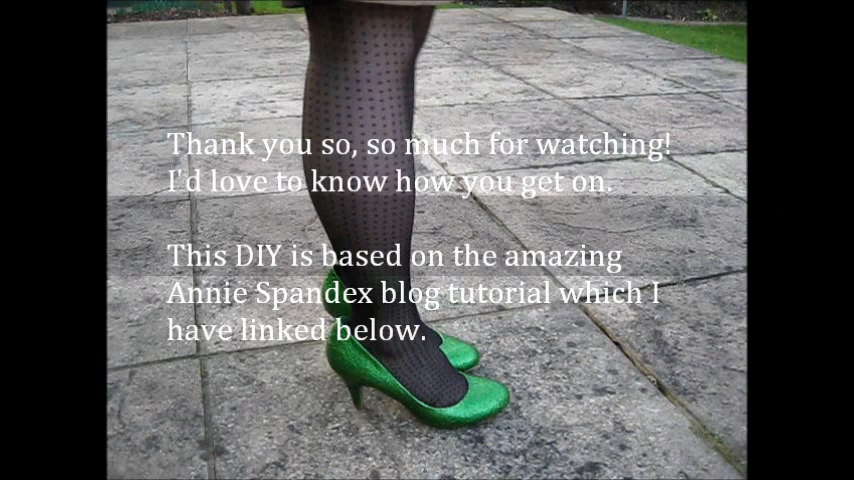 Thank you so, so much for watching!
I'd love to know how you get on.
This DIY is based on the amazing
Annie Spandex blog tutorial which I
have linked below.